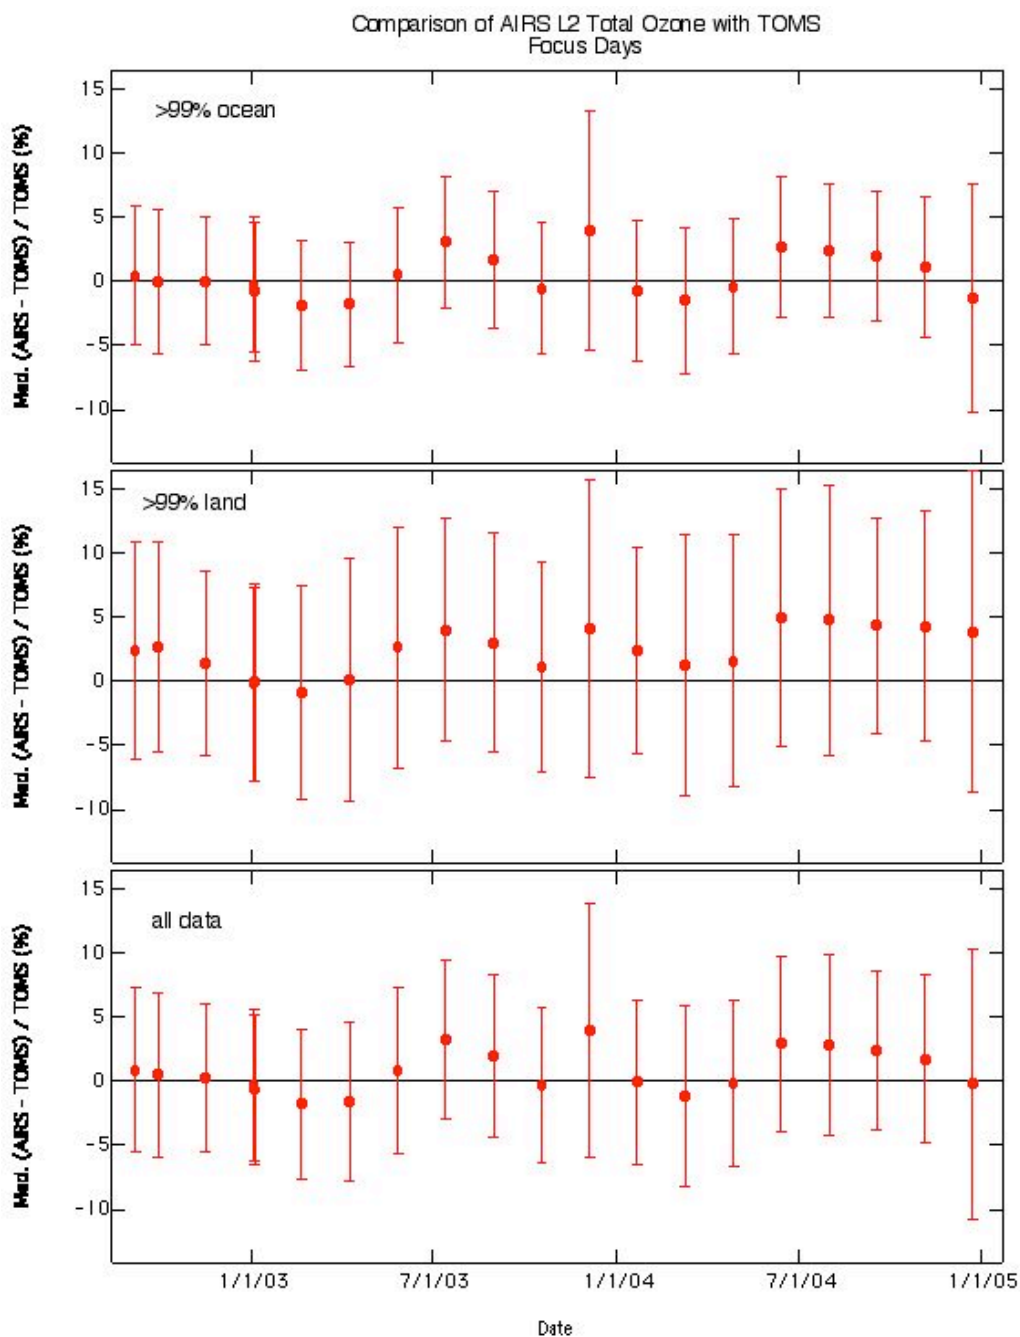 Comparison of AIRS L2 Total Ozone with TOMS
Focus Days
>99% ocean
Med. (AIRS - TOMS) / TOMS (%)
15
10
5
0
-5
-10
>99% land
Med. (AIRS - TOMS) / TOMS (%)
15
10
5
0
-5
-10
all data
Med. (AIRS - TOMS) / TOMS (%)
15
10
5
0
-5
-10
1/1/03 7/1/03 1/1/04 7/1/04 1/1/05
Date